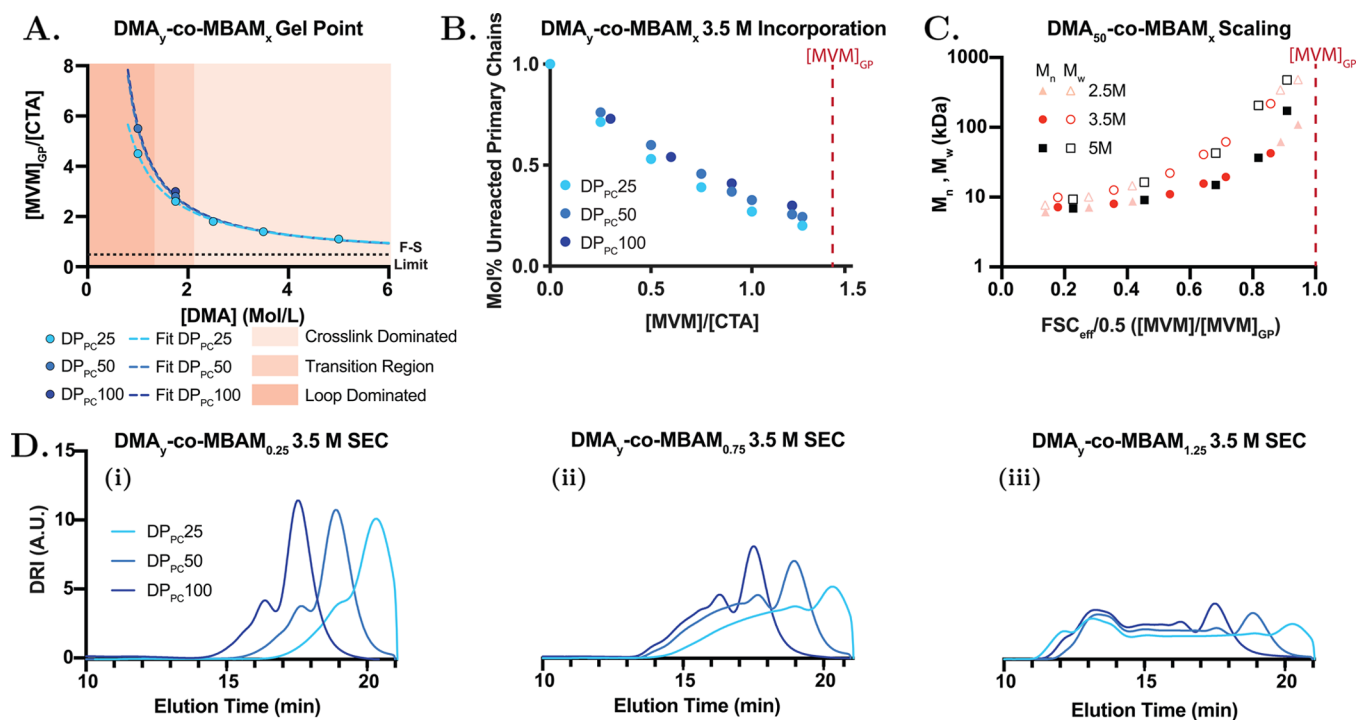 A.
DMAy-co-MBAMx Gel Point
[MVM]GP/[CTA]
8
6
4
2
0
F-S
Limit
0
2
4
6
[DMA] (Mol/L)
DPPC25
Fit DPPC25
Crosslink Dominated
DPPC50
Fit DPPC50
Transition Region
DPPC100
Fit DPPC100
Loop Dominated
B.
DMAy-co-MBAMx 3.5 M Incorporation
[MVM]GP
Mol% Unreacted Primary Chains
1.0
0.5
0.0
DPPC25
DPPC50
DPPC100
0.0
0.5
1.0
1.5
[MVM]/[CTA]
C.
DMA50-co-MBAMx Scaling
[MVM]GP
Mn , Mw (kDa)
1000
100
10
1
Mn Mw
2.5M
3.5M
5M
0.0
0.2
0.4
0.6
0.8
1.0
FSCeff/0.5 ([MVM]/[MVM]GP)
D.
DMAy-co-MBAM0.25 3.5 M SEC
(i)
DRI (A.U.)
15
10
5
0
DPPC25
DPPC50
DPPC100
10
15
20
Elution Time (min)
DMAy-co-MBAM0.75 3.5 M SEC
(ii)
10
15
20
Elution Time (min)
DMAy-co-MBAM1.25 3.5 M SEC
(iii)
10
15
20
Elution Time (min)